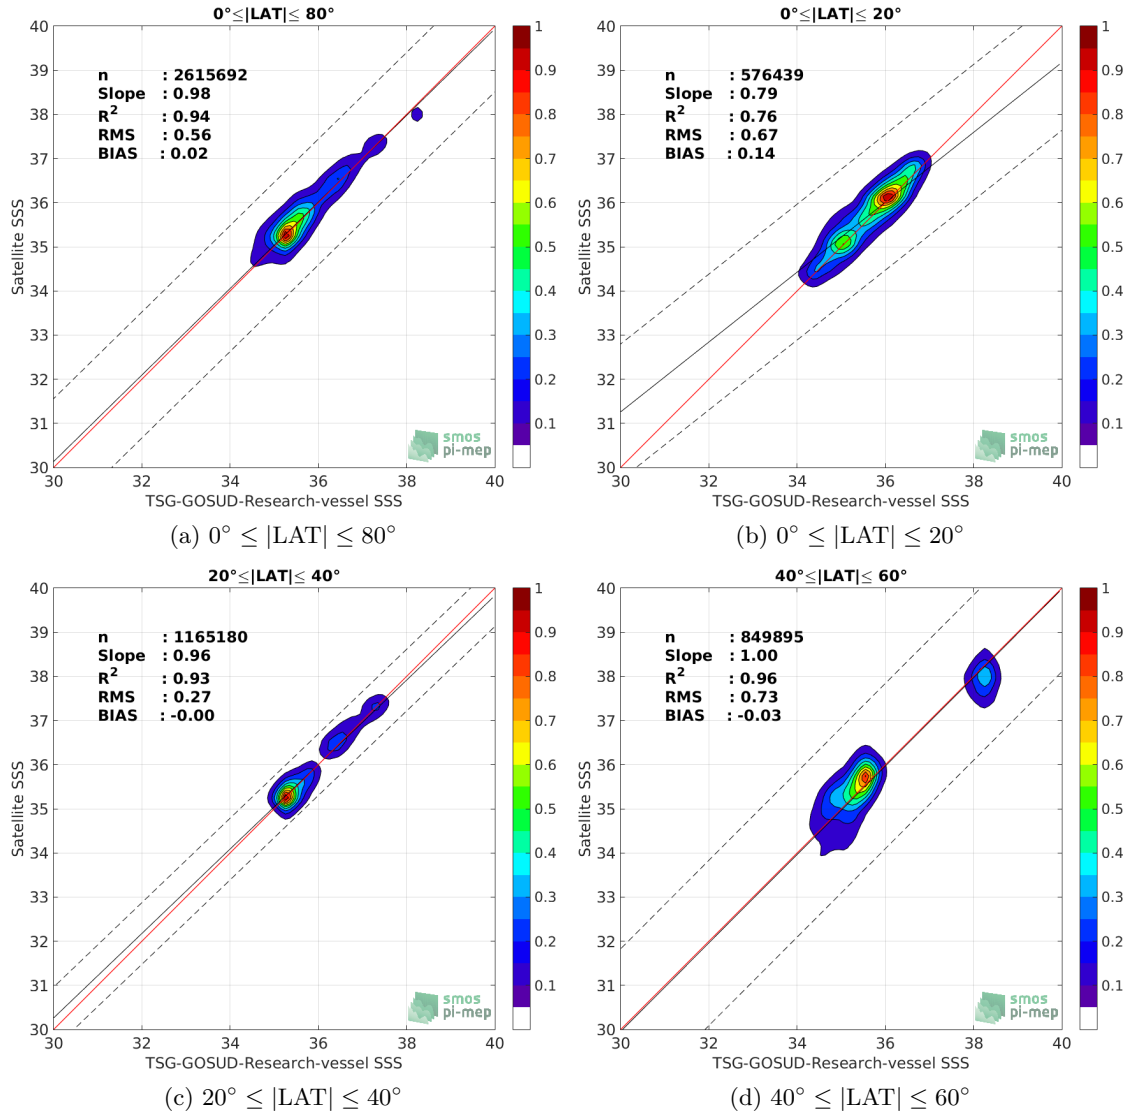 0°≤|LAT|≤ 80°
40
39
38
37
36
35
34
33
32
31
30
Satellite SSS
n : 2615692
Slope : 0.98
R² : 0.94
RMS : 0.56
BIAS : 0.02
smos
pi-mep
30 32 34 36 38 40
TSG-GOSUD-Research-vessel SSS
1
0.9
0.8
0.7
0.6
0.5
0.4
0.3
0.2
0.1
(a) 0° ≤ |LAT| ≤ 80°
0°≤|LAT|≤ 20°
40
39
38
37
36
35
34
33
32
31
30
Satellite SSS
n : 576439
Slope : 0.79
R² : 0.76
RMS : 0.67
BIAS : 0.14
smos
pi-mep
30 32 34 36 38 40
TSG-GOSUD-Research-vessel SSS
1
0.9
0.8
0.7
0.6
0.5
0.4
0.3
0.2
0.1
(b) 0° ≤ |LAT| ≤ 20°
20°≤|LAT|≤ 40°
40
39
38
37
36
35
34
33
32
31
30
Satellite SSS
n : 1165180
Slope : 0.96
R² : 0.93
RMS : 0.27
BIAS : -0.00
smos
pi-mep
30 32 34 36 38 40
TSG-GOSUD-Research-vessel SSS
1
0.9
0.8
0.7
0.6
0.5
0.4
0.3
0.2
0.1
(c) 20° ≤ |LAT| ≤ 40°
40°≤|LAT|≤ 60°
40
39
38
37
36
35
34
33
32
31
30
Satellite SSS
n : 849895
Slope : 1.00
R² : 0.96
RMS : 0.73
BIAS : -0.03
smos
pi-mep
30 32 34 36 38 40
TSG-GOSUD-Research-vessel SSS
1
0.9
0.8
0.7
0.6
0.5
0.4
0.3
0.2
0.1
(d) 40° ≤ |LAT| ≤ 60°